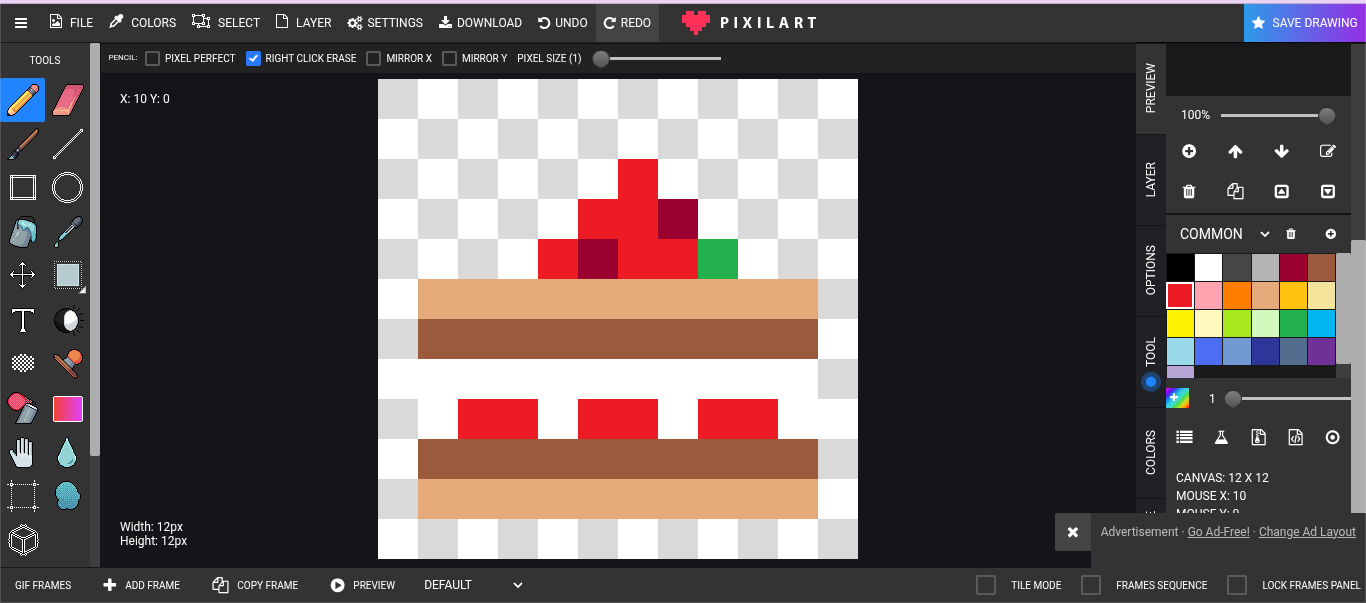 FILE COLORS SELECT LAYER SETTINGS DOWNLOAD UNDO REDO PIXILART SAVE DRAWING
TOOLS
PENCIL: PIXEL PERFECT RIGHT CLICK ERASE MIRROR X MIRROR Y PIXEL SIZE (1)
X: 10 Y: 0
PREVIEW
100%
LAYER
COMMON
OPTIONS
TOOL
1
COLORS
CANVAS: 12 X 12
MOUSE X: 10
MOUSE Y: 0
Width: 12px
Height: 12px
Advertisement · Go Ad-Free! · Change Ad Layout
GIF FRAMES ADD FRAME COPY FRAME PREVIEW DEFAULT TILE MODE FRAMES SEQUENCE LOCK FRAMES PANEL